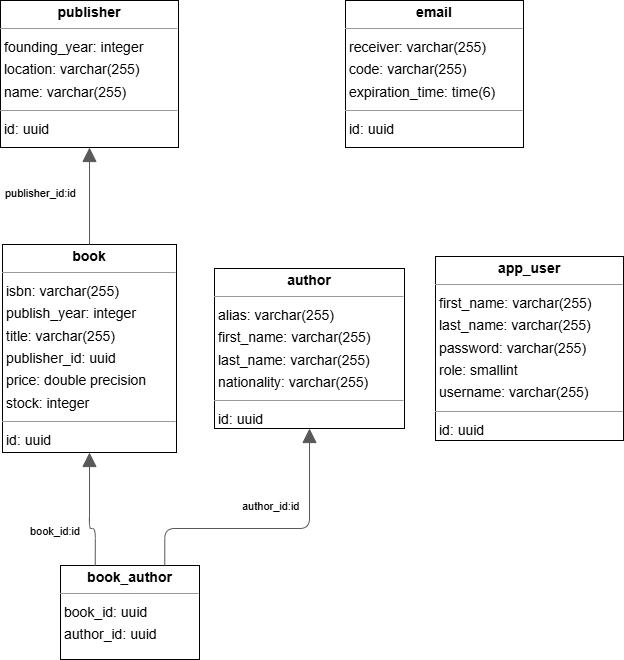 publisher
founding_year: integer
location: varchar(255)
name: varchar(255)
id: uuid
email
receiver: varchar(255)
code: varchar(255)
expiration_time: time(6)
id: uuid
publisher_id:id
book
isbn: varchar(255)
publish_year: integer
title: varchar(255)
publisher_id: uuid
price: double precision
stock: integer
id: uuid
author
alias: varchar(255)
first_name: varchar(255)
last_name: varchar(255)
nationality: varchar(255)
id: uuid
app_user
first_name: varchar(255)
last_name: varchar(255)
password: varchar(255)
role: smallint
username: varchar(255)
id: uuid
book_id:id
author_id:id
book_author
book_id: uuid
author_id: uuid